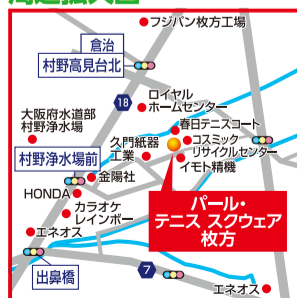 周辺拡大図
フジパン枚方工場
倉治
村野高見台北
ロイヤル
ホームセンター
18
大阪府水道部
村野浄水場
春日テニスコート
久門紙器
工業
コスミック
リサイクルセンター
村野浄水場前
イモト精機
金陽社
HONDA
カラオケ
レインボー
パール・
テニス スクウェア
枚方
エネオス
出鼻橋
7
エネオス